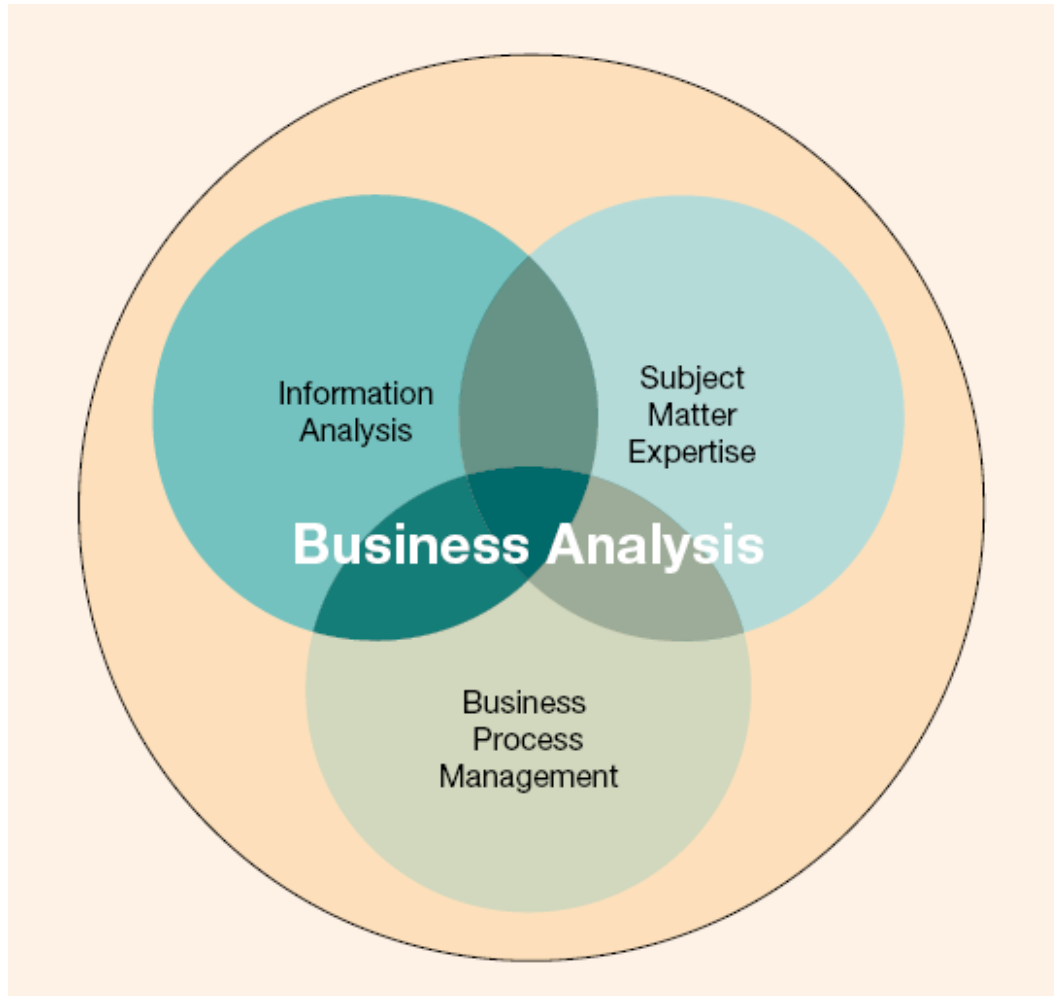 Information
Analysis
Subject
Matter
Expertise
Business Analysis
Business
Process
Management